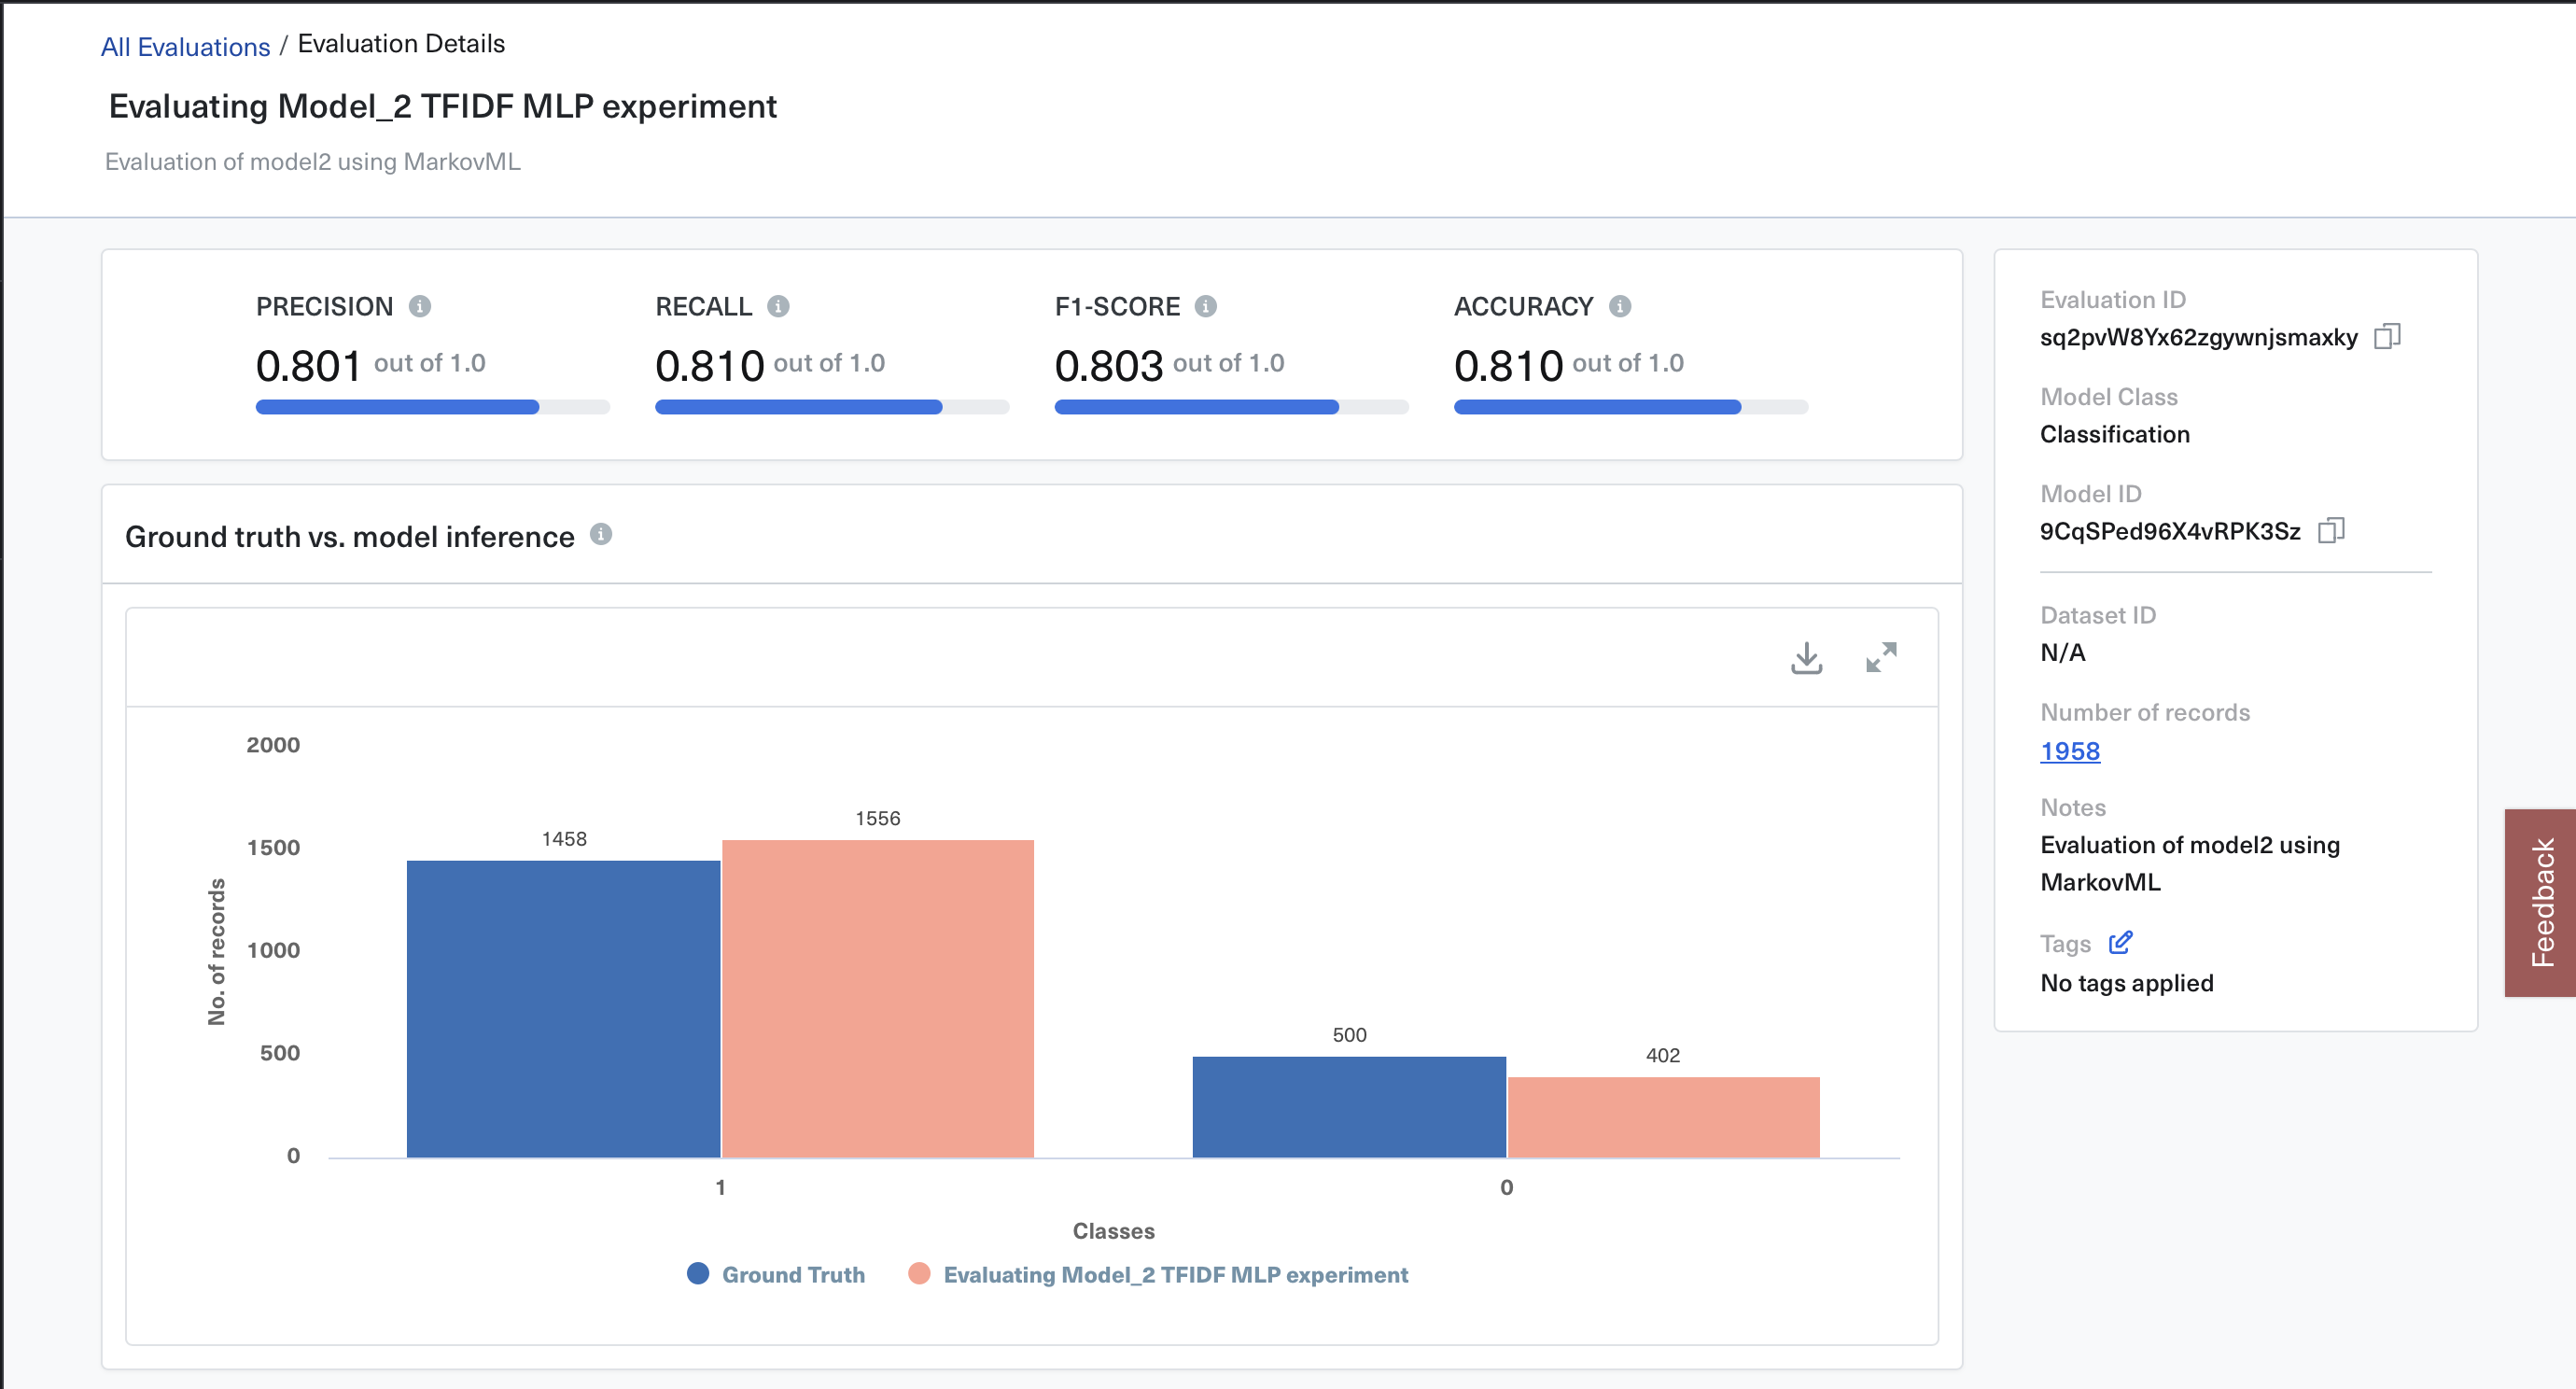 All Evaluations / Evaluation Details
Evaluating Model_2 TFIDF MLP experiment
Evaluation of model2 using MarkovML
PRECISION
0.801 out of 1.0
RECALL
0.810 out of 1.0
F1-SCORE
0.803 out of 1.0
ACCURACY
0.810 out of 1.0
Ground truth vs. model inference
No. of records
2000
1500
1000
500
0
1458
1556
500
402
1
0
Classes
Ground Truth
Evaluating Model_2 TFIDF MLP experiment
Evaluation ID
sq2pvW8Yx62zgywnjsmaxky
Model Class
Classification
Model ID
9CqSPed96X4vRPK3Sz
Dataset ID
N/A
Number of records
1958
Notes
Evaluation of model2 using
MarkovML
Tags
No tags applied
Feedback